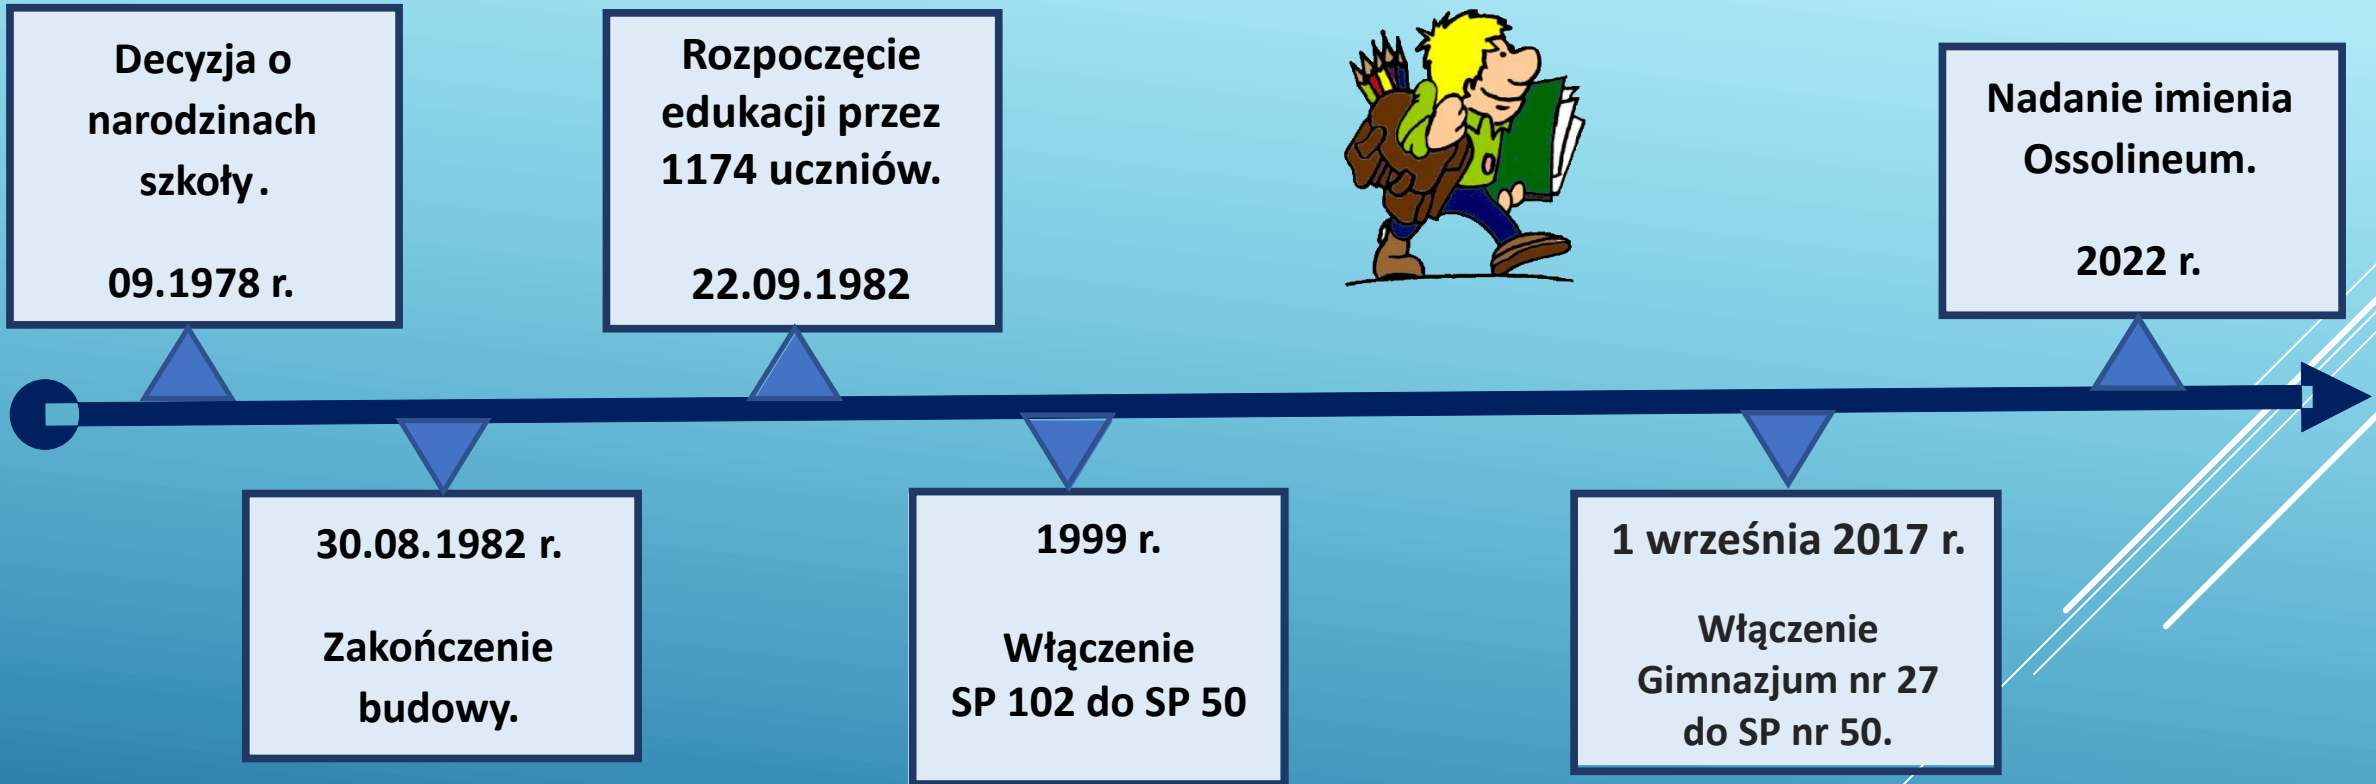 Decyzja o
narodzinach
szkoły.
09.1978 r.
30.08.1982 r.
Zakończenie
budowy.
Rozpoczęcie
edukacji przez
1174 uczniów.
22.09.1982
1999 r.
Włączenie
SP 102 do SP 50
1 września 2017 r.
Włączenie
Gimnazjum nr 27
do SP nr 50.
Nadanie imienia
Ossolineum.
2022 r.